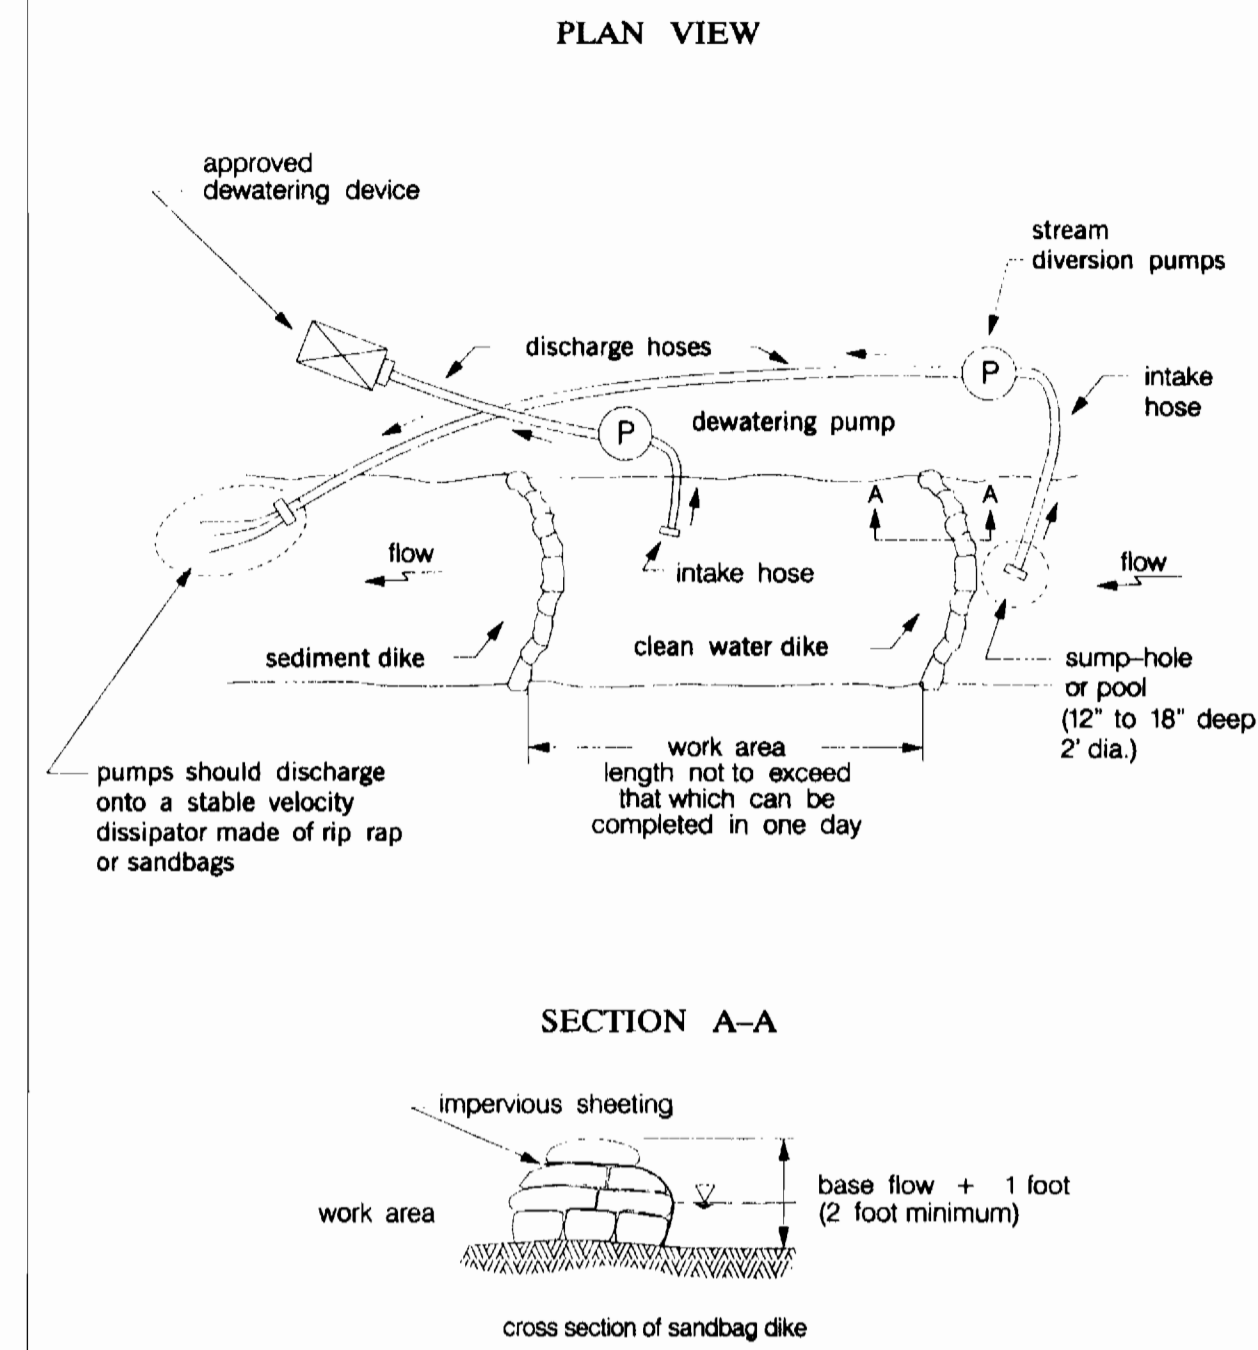 PLAN VIEW
approved
dewatering device
stream
diversion pumps
discharge hoses
P
intake
hose
P
dewatering pump
A
A
flow
intake hose
flow
sediment dike
clean water dike
sump-hole
or pool
(12" to 18" deep
2' dia.)
work area
length not to exceed
that which can be
completed in one day
pumps should discharge
onto a stable velocity
dissipator made of rip rap
or sandbags
SECTION A-A
impervious sheeting
work area
base flow + 1 foot
(2 foot minimum)
cross section of sandbag dike